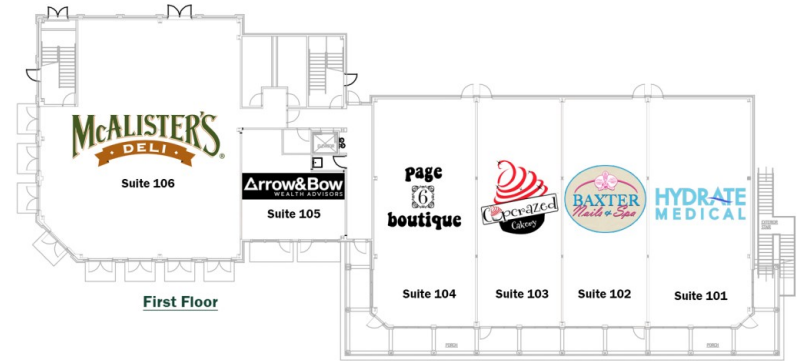 McALISTER'S
DELI
Suite 106
Arrow&Bow
WEALTH ADVISORS
Suite 105
page
6
boutique
Suite 104
Cupcrazed
Cakery
Suite 103
BAXTER
Nails & Spa
Suite 102
HYDRATE
MEDICAL
Suite 101
First Floor